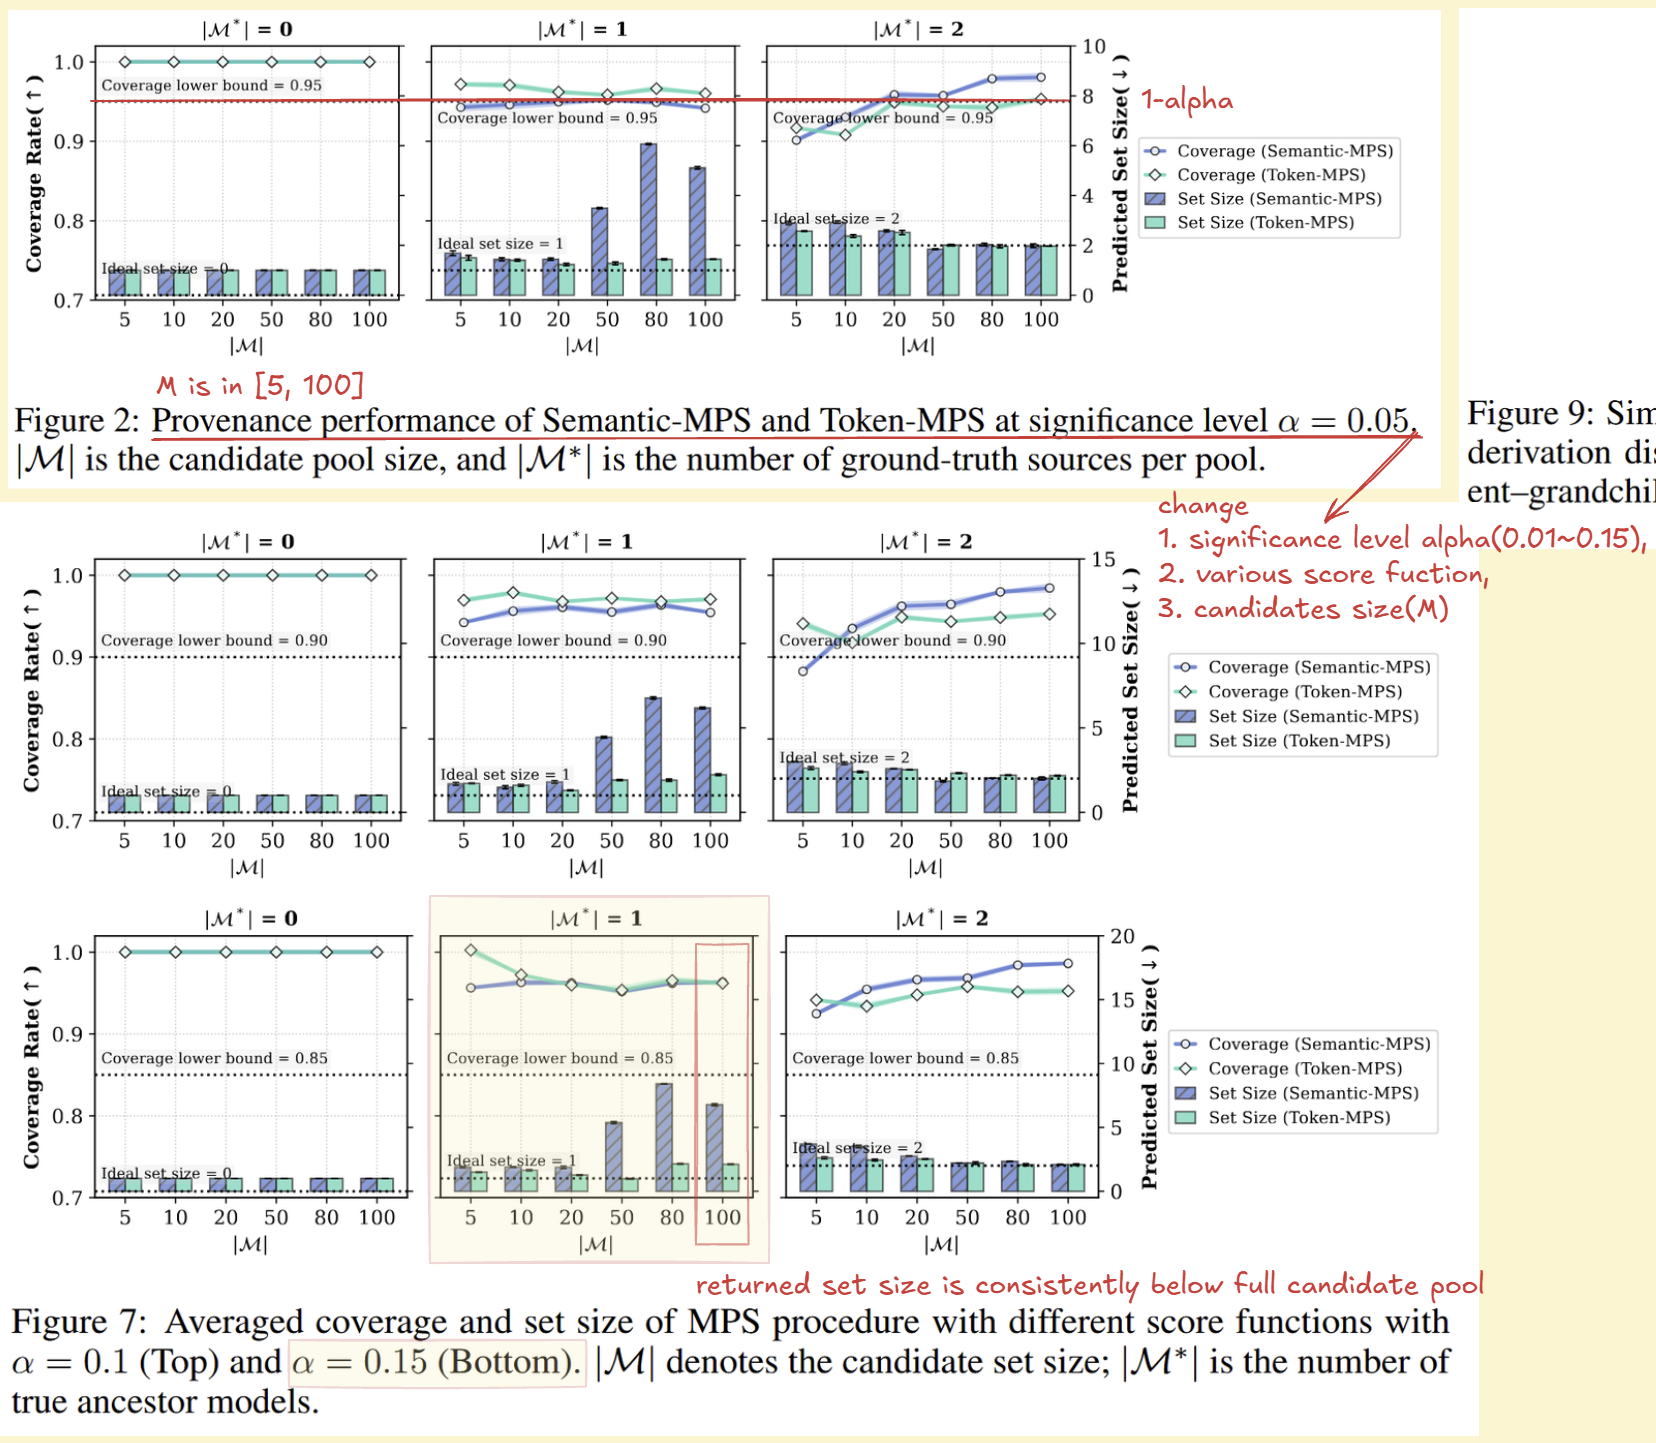 |M*| = 0
|M*| = 1
|M*| = 2
Coverage Rate(↑)
1.0
0.9
0.8
0.7
Coverage lower bound = 0.95
Ideal set size = 0
5 10 20 50 80 100
|M|
Coverage lower bound = 0.95
Ideal set size = 1
5 10 20 50 80 100
|M|
Coverage lower bound = 0.95
Ideal set size = 2
5 10 20 50 80 100
|M|
10
8
6
4
2
0
Predicted Set Size(↓)
1-alpha
Coverage (Semantic-MPS)
Coverage (Token-MPS)
Set Size (Semantic-MPS)
Set Size (Token-MPS)
M is in [5, 100]
Figure 2: Provenance performance of Semantic-MPS and Token-MPS at significance level α = 0.05.
|M| is the candidate pool size, and |M*| is the number of ground-truth sources per pool.
Figure 9: Sim
derivation dis
ent–grandchil
change
1. significance level alpha(0.01~0.15),
2. various score fuction,
3. candidates size(M)
|M*| = 0
|M*| = 1
|M*| = 2
Coverage Rate(↑)
1.0
0.9
0.8
0.7
Coverage lower bound = 0.90
Ideal set size = 0
5 10 20 50 80 100
|M|
Coverage lower bound = 0.90
Ideal set size = 1
5 10 20 50 80 100
|M|
Coverage lower bound = 0.90
Ideal set size = 2
5 10 20 50 80 100
|M|
15
10
5
0
Predicted Set Size(↓)
Coverage (Semantic-MPS)
Coverage (Token-MPS)
Set Size (Semantic-MPS)
Set Size (Token-MPS)
|M*| = 0
|M*| = 1
|M*| = 2
Coverage Rate(↑)
1.0
0.9
0.8
0.7
Coverage lower bound = 0.85
Ideal set size = 0
5 10 20 50 80 100
|M|
Coverage lower bound = 0.85
Ideal set size = 1
5 10 20 50 80 100
|M|
Coverage lower bound = 0.85
Ideal set size = 2
5 10 20 50 80 100
|M|
20
15
10
5
0
Predicted Set Size(↓)
Coverage (Semantic-MPS)
Coverage (Token-MPS)
Set Size (Semantic-MPS)
Set Size (Token-MPS)
returned set size is consistently below full candidate pool
Figure 7: Averaged coverage and set size of MPS procedure with different score functions with
α = 0.1 (Top) and α = 0.15 (Bottom). |M| denotes the candidate set size; |M*| is the number of
true ancestor models.